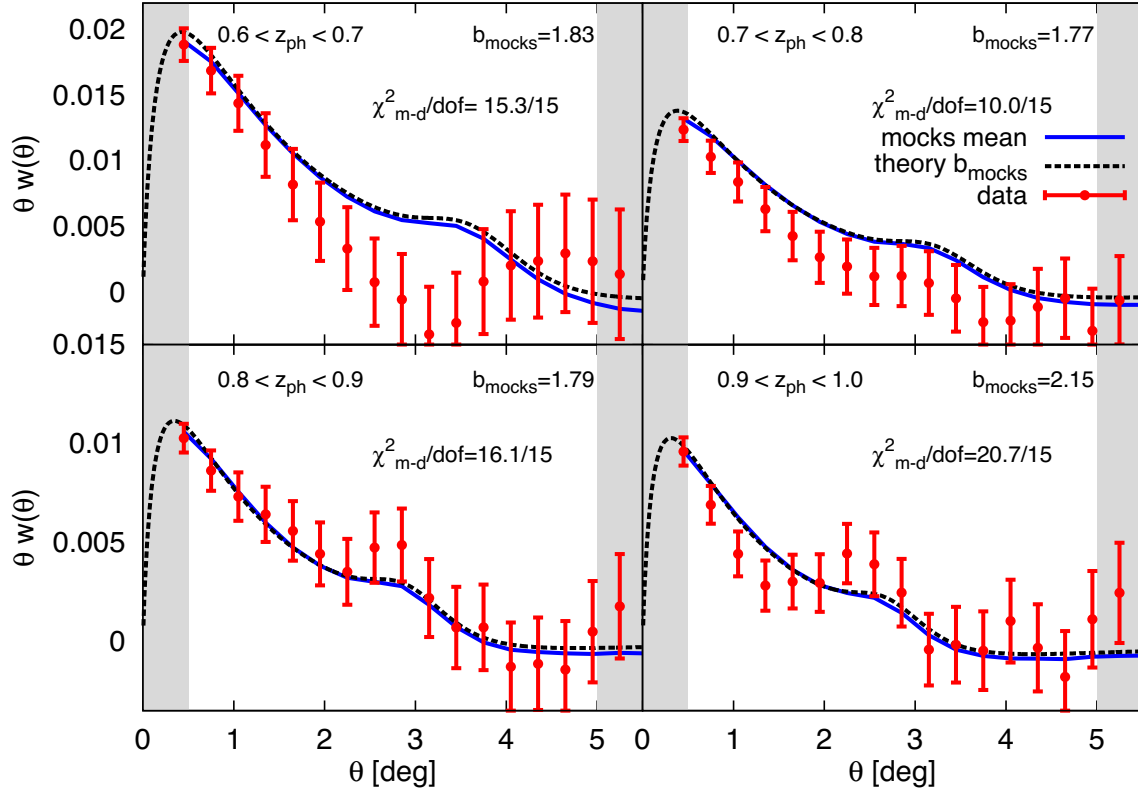 0.6 < z_ph < 0.7 b_mocks=1.83
χ²_m-d/dof= 15.3/15
0.7 < z_ph < 0.8 b_mocks=1.77
χ²_m-d/dof=10.0/15
mocks mean
theory b_mocks
data
0.02
0.015
0.01
0.005
0
θ w(θ)
0.8 < z_ph < 0.9 b_mocks=1.79
χ²_m-d/dof=16.1/15
0.9 < z_ph < 1.0 b_mocks=2.15
χ²_m-d/dof=20.7/15
0.015
0.01
0.005
0
θ w(θ)
0 1 2 3 4 5
1 2 3 4 5
θ [deg]
θ [deg]